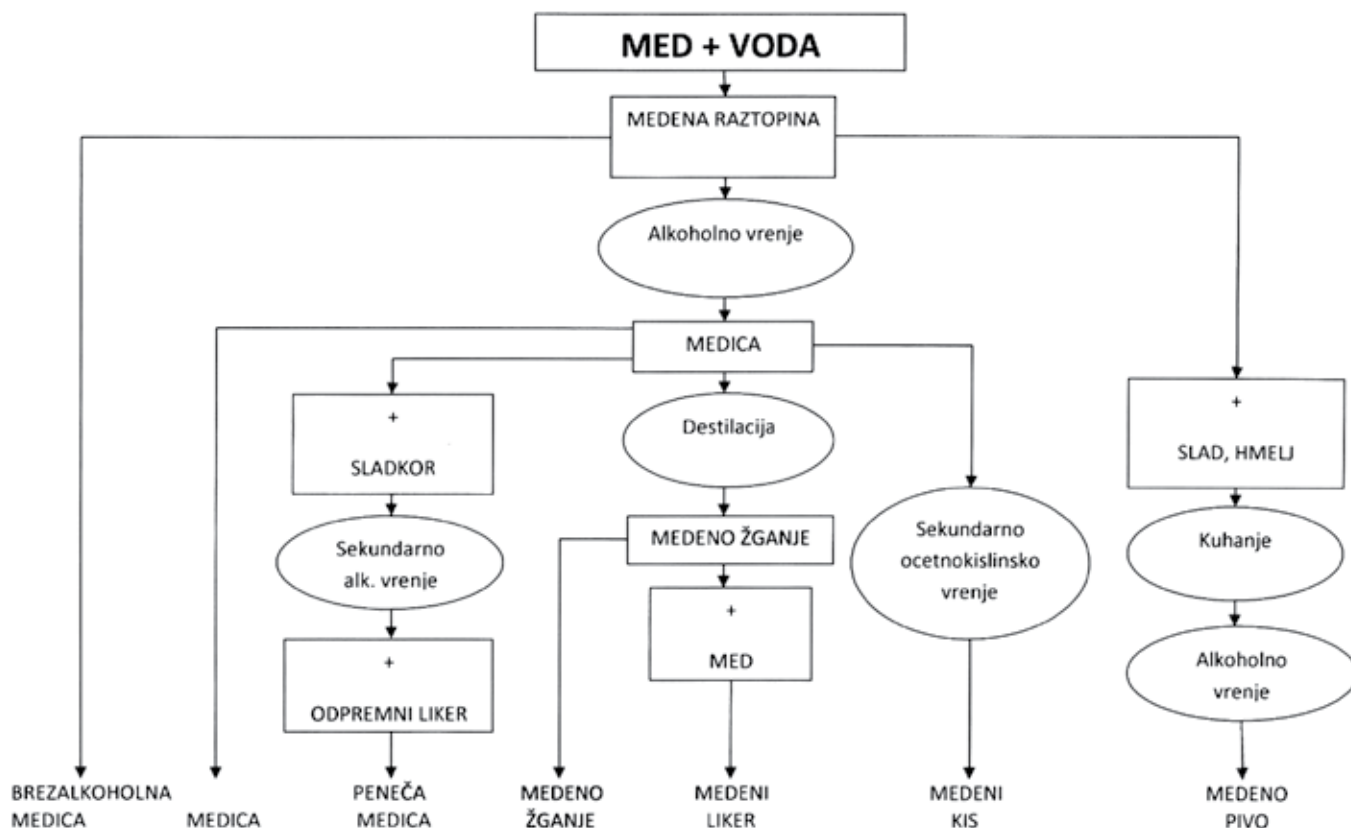 MED + VODA
MEDENA RAZTOPINA
Alkoholno vrenje
MEDICA
+
SLADKOR
Sekundarno
alk. vrenje
+
ODPREMNI LIKER
Destilacija
MEDENO ŽGANJE
+
MED
Sekundarno
ocetnokislinsko
vrenje
+
SLAD, HMELJ
Kuhanje
Alkoholno
vrenje
BREZALKOHOLNA
MEDICA
MEDICA
PENEČA
MEDICA
MEDENO
ŽGANJE
MEDENI
LIKER
MEDENI
KIS
MEDENO
PIVO